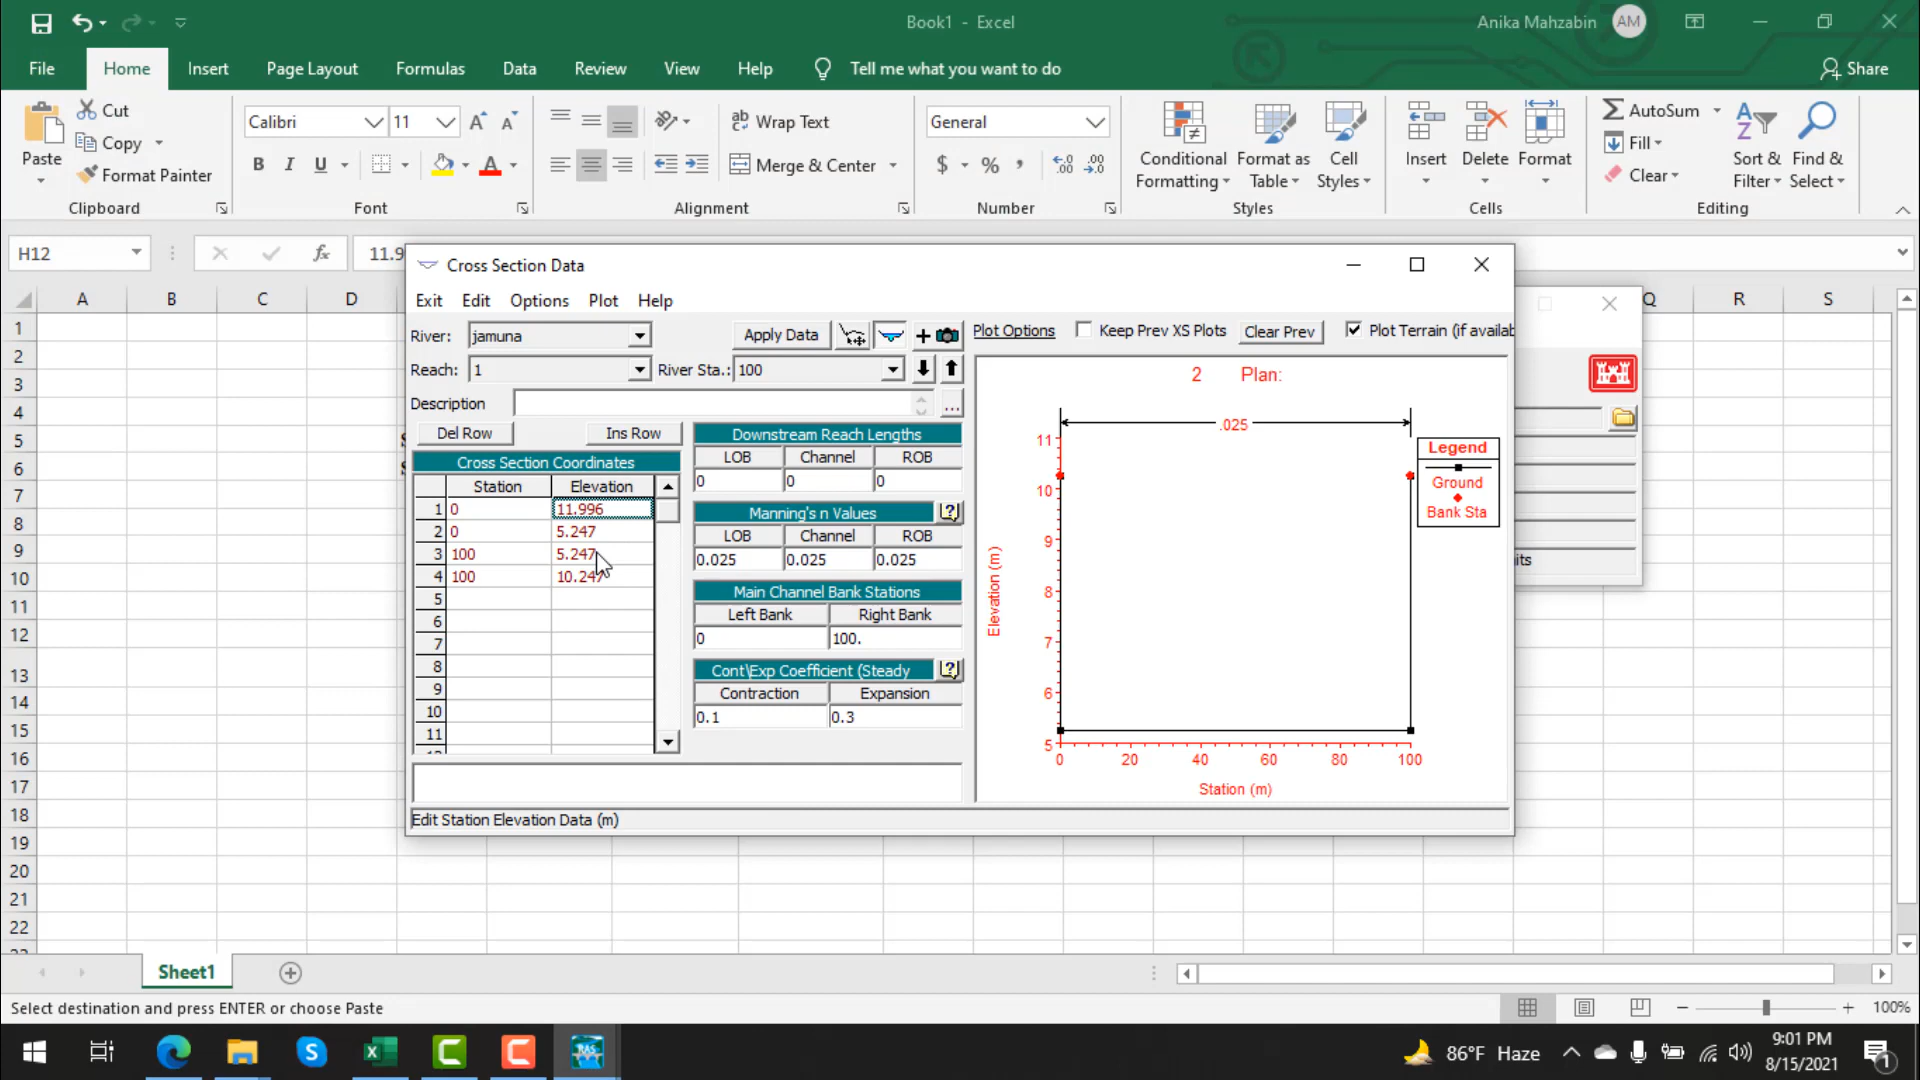 Book1 - Excel
Anika Mahzabin AM
File Home Insert Page Layout Formulas Data Review View Help Tell me what you want to do Share
Paste Cut
Copy
Format Painter
Clipboard
Calibri 11
B I U A
Font
ab Wrap Text
Merge & Center
Alignment
General
$ % , .00
Number
Conditional Formatting
Format as Table
Cell Styles
Styles
Insert Delete Format
Cells
AutoSum
Fill
Clear
Sort & Filter
Find & Select
Editing
H12 fx 11.9
A B C D Q R S
1
2
3
4
5
6
7
8
9
10
11
12
13
14
15
16
17
18
19
20
21
22
Cross Section Data
Exit Edit Options Plot Help
River: jamuna Apply Data
Reach: 1 River Sta.: 100
Description ...
Del Row Ins Row
Cross Section Coordinates
Station Elevation
1 0 11.996
2 0 5.247
3 100 5.247
4 100 10.247
5
6
7
8
9
10
11
Downstream Reach Lengths
LOB Channel ROB
0 0 0
Manning's n Values
LOB Channel ROB
0.025 0.025 0.025
Main Channel Bank Stations
Left Bank Right Bank
0 100.
Cont\Exp Coefficient (Steady
Contraction Expansion
0.1 0.3
Edit Station Elevation Data (m)
Plot Options Keep Prev XS Plots Clear Prev Plot Terrain (if availab
2 Plan:
.025
Legend
Ground
Bank Sta
11
10
9
8
7
6
5
Elevation (m)
0 20 40 60 80 100
Station (m)
its
Sheet1
Select destination and press ENTER or choose Paste
100%
86°F Haze
9:01 PM
8/15/2021
1